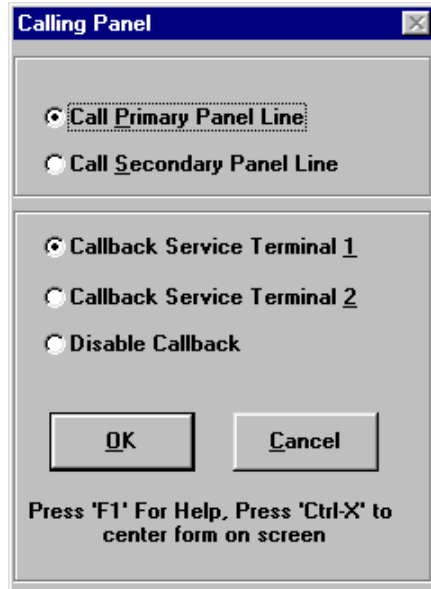 Calling Panel
Call Primary Panel Line
Call Secondary Panel Line
Callback Service Terminal 1
Callback Service Terminal 2
Disable Callback
OK
Cancel
Press 'F1' For Help, Press 'Ctrl-X' to
center form on screen